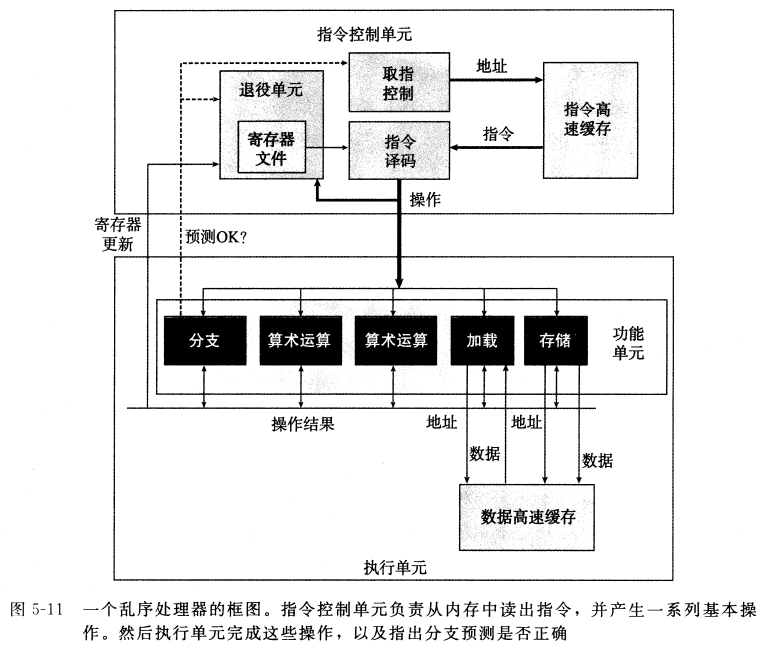 指令控制单元
取指
控制
地址
指令高
速缓存
退役单元
寄存器
文件
指令
译码
指令
操作
寄存器
更新
预测OK?
分支
算术运算
算术运算
加载
存储
功能
单元
操作结果
地址
数据
地址
数据
数据高速缓存
执行单元
图 5-11 一个乱序处理器的框图。指令控制单元负责从内存中读出指令，并产生一系列基本操
作。然后执行单元完成这些操作，以及指出分支预测是否正确